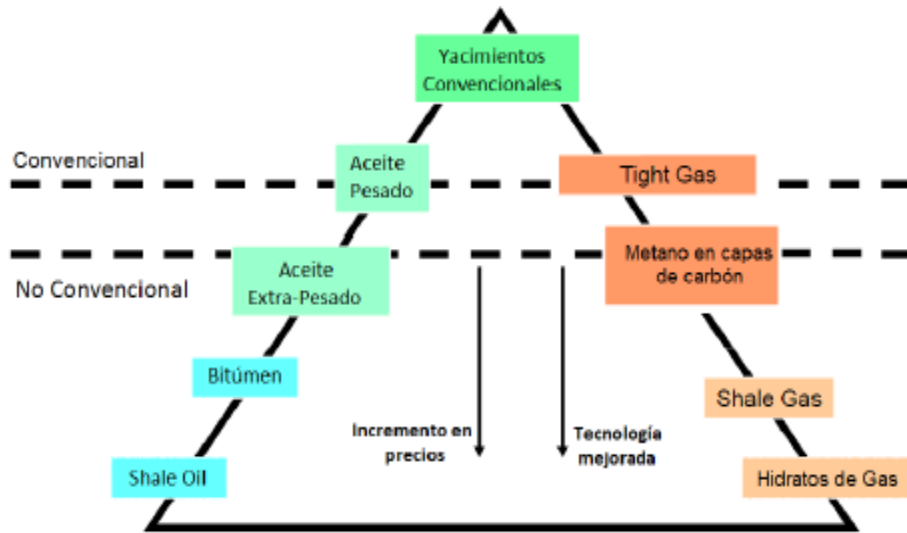 Yacimientos
Convencionales
Convencional
Aceite
Pesado
Tight Gas
No Convencional
Aceite
Extra-Pesado
Metano en capas
de carbón
Bitúmen
Shale Gas
Incremento en
precios
Tecnología
mejorada
Shale Oil
Hidratos de Gas